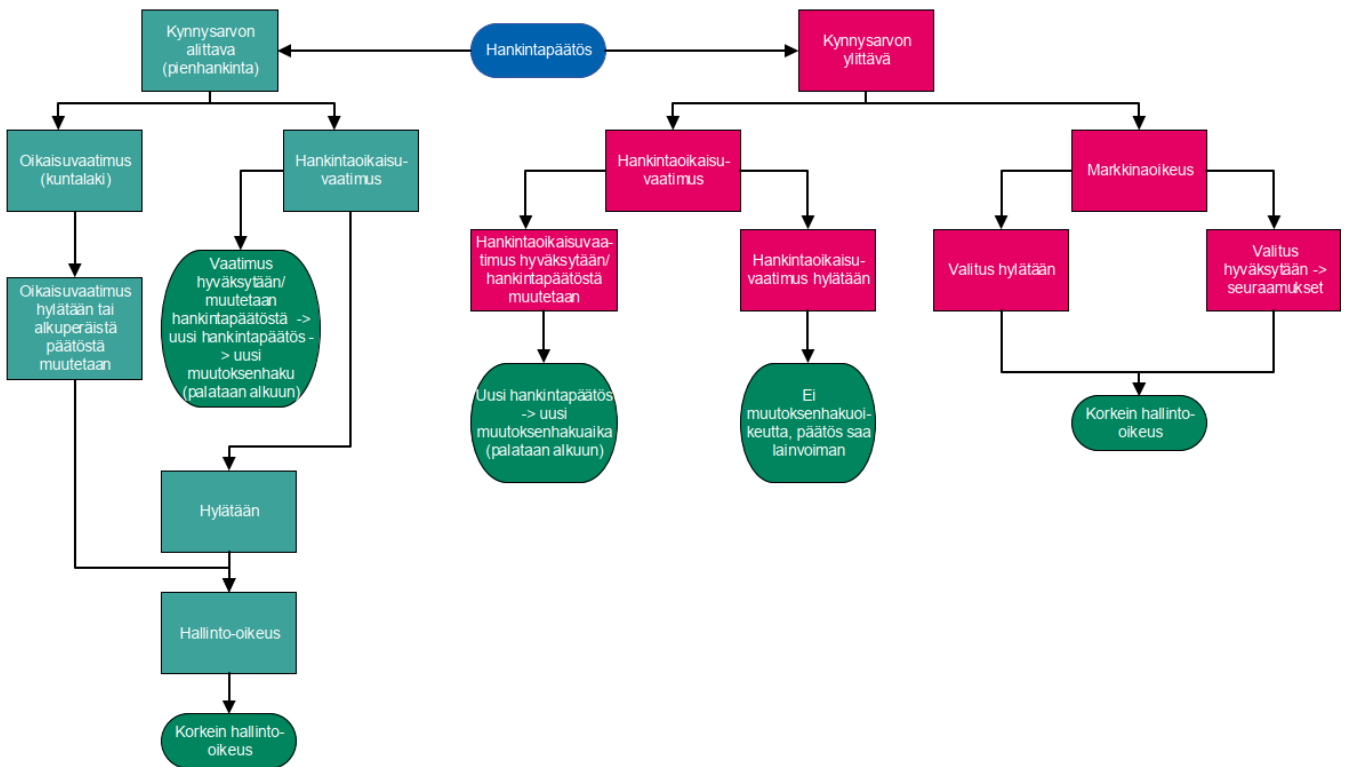 Kynnysarvon
alittava
(pienhankinta)
Hankintapäätös
Kynnysarvon
ylittävä
Oikaisuvaatimus
(kuntalaki)
Hankintaoikaisu-
vaatimus
Hankintaoikaisu-
vaatimus
Markkinaoikeus
Oikaisuvaatimus
hylätään tai
alkuperäistä
päätöstä
muutetaan
Vaatimus
hyväksytään/
muutetaan
hankintapäätöstä ->
uusi hankintapäätös -
> uusi
muutoksenhaku
(palataan alkuun)
Hankintaoikaisuvaa-
timus hyväksytään/
hankintapäätöstä
muutetaan
Hankintaoikaisu-
vaatimus hylätään
Valitus hylätään
Valitus
hyväksytään ->
seuraamukset
Uusi hankintapäätös
-> uusi
muutoksenhakuaika
(palataan alkuun)
Ei
muutoksenhakuoi-
keutta, päätös saa
lainvoiman
Korkein hallinto-
oikeus
Hylätään
Hallinto-oikeus
Korkein hallinto-
oikeus